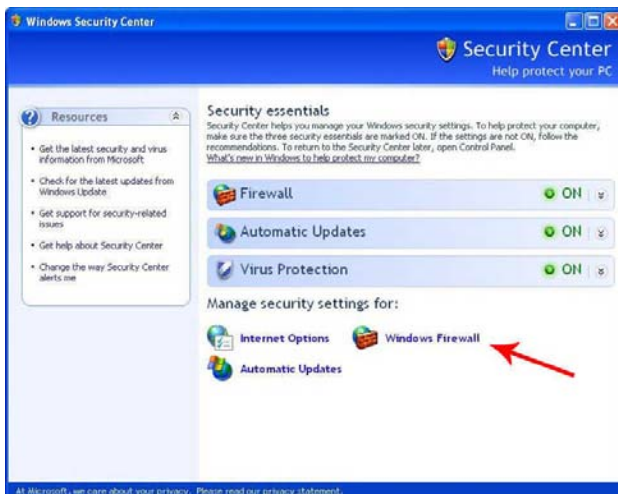 Windows Security Center
Security Center
Help protect your PC
Resources
Get the latest security and virus
information from Microsoft
Check for the latest updates from
Windows Update
Get support for security-related
issues
Get help about Security Center
Change the way Security Center
alerts me
Security essentials
Security Center helps you manage your Windows security settings. To help protect your computer,
make sure the three security essentials are marked ON. If the settings are not ON, follow the
recommendations. To return to the Security Center later, open Control Panel.
What's new in Windows to help protect my computer?
Firewall ON
Automatic Updates ON
Virus Protection ON
Manage security settings for:
Internet Options Windows Firewall
Automatic Updates
At Microsoft, we care about your privacy. Please read our privacy statement.